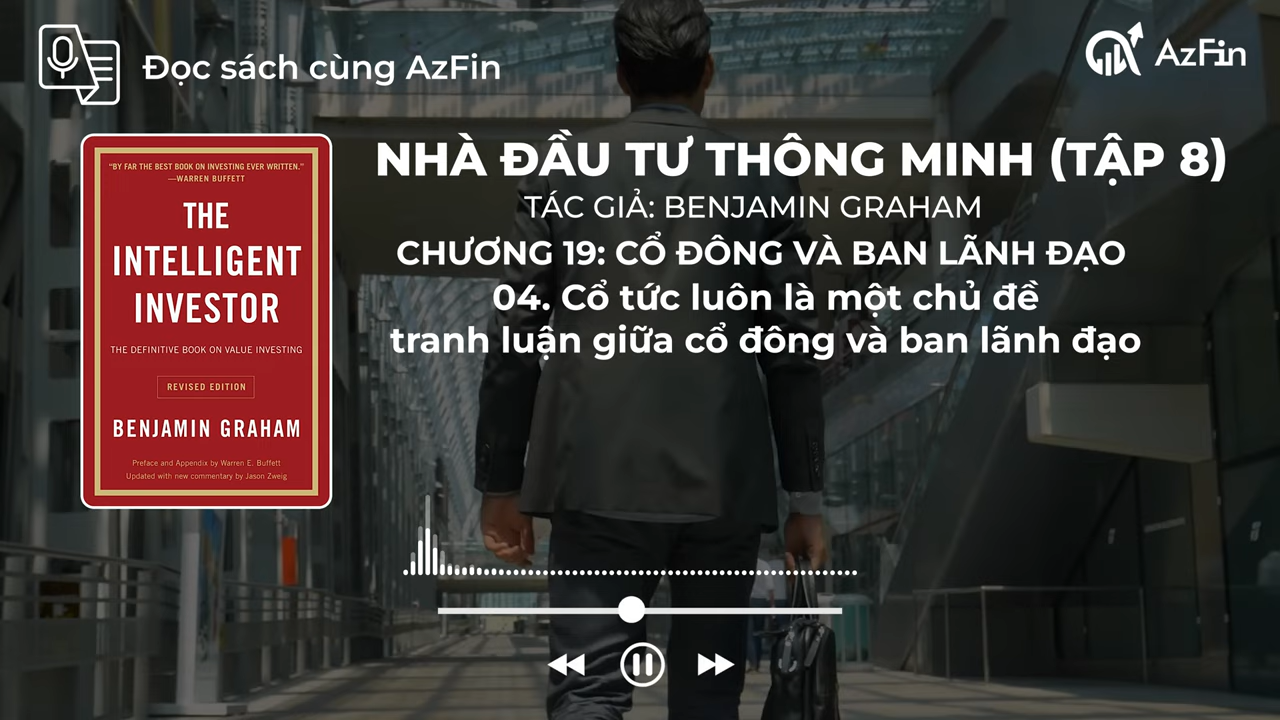 Đọc sách cùng AzFin
AzFin
"BY FAR THE BEST BOOK ON INVESTING EVER WRITTEN."
—WARREN BUFFETT
THE
INTELLIGENT
INVESTOR
THE DEFINITIVE BOOK ON VALUE INVESTING
REVISED EDITION
BENJAMIN GRAHAM
Preface and Appendix by Warren E. Buffett
Updated with new commentary by Jason Zweig
NHÀ ĐẦU TƯ THÔNG MINH (TẬP 8)
TÁC GIẢ: BENJAMIN GRAHAM
CHƯƠNG 19: CỔ ĐÔNG VÀ BAN LÃNH ĐẠO
04. Cổ tức luôn là một chủ đề
tranh luận giữa cổ đông và ban lãnh đạo